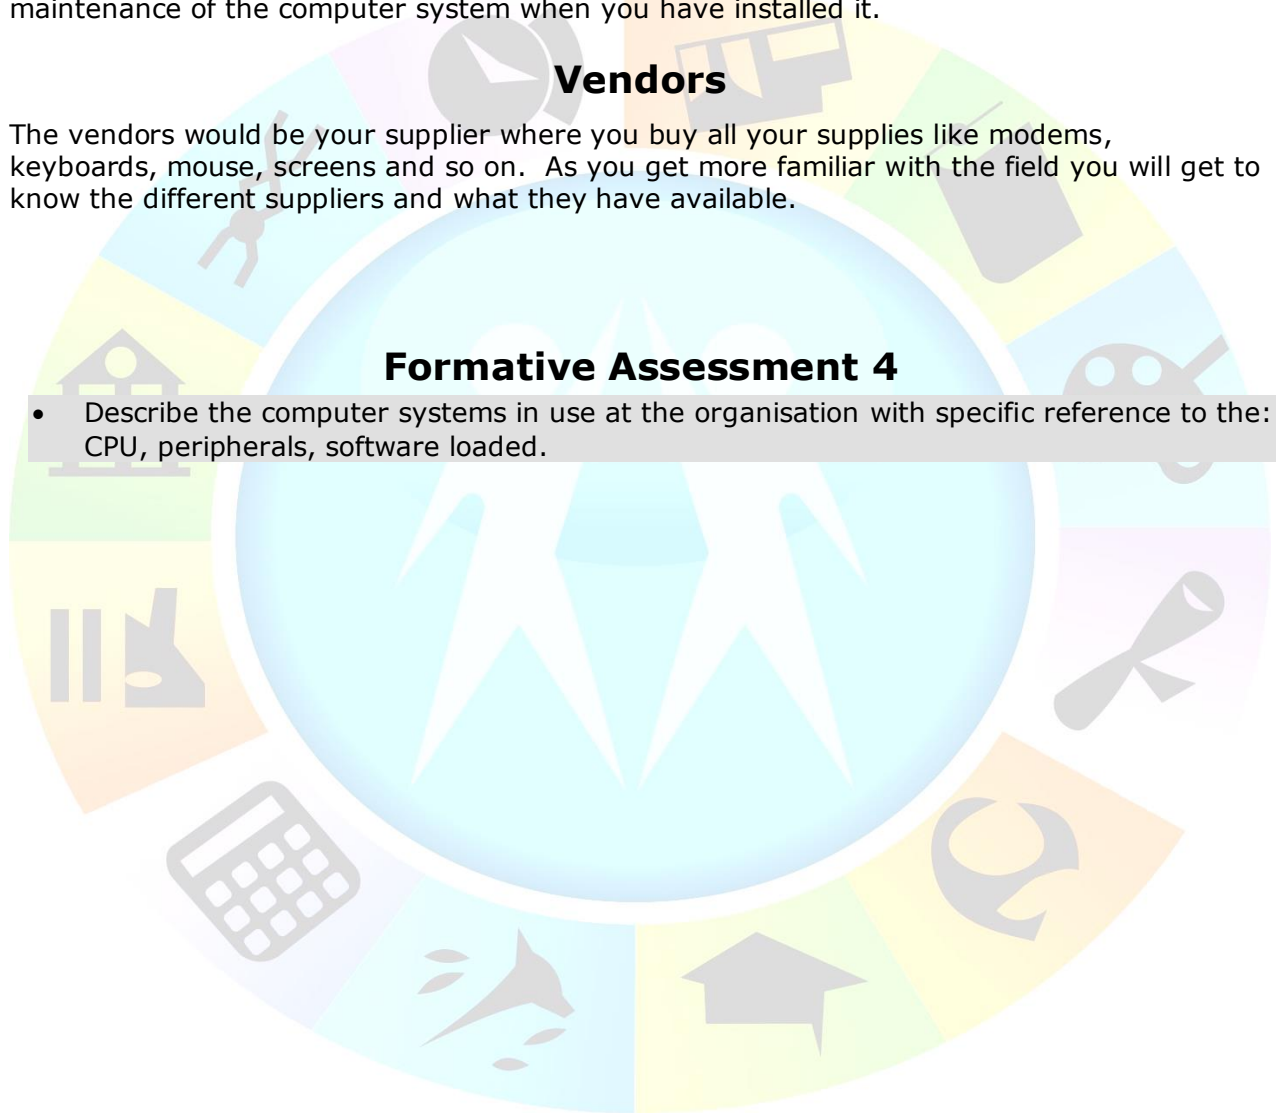 maintenance of the computer system when you have installed it.
Vendors
The vendors would be your supplier where you buy all your supplies like modems,
keyboards, mouse, screens and so on.  As you get more familiar with the field you will get to
know the different suppliers and what they have available.
Formative Assessment 4
• Describe the computer systems in use at the organisation with specific reference to the:
CPU, peripherals, software loaded.